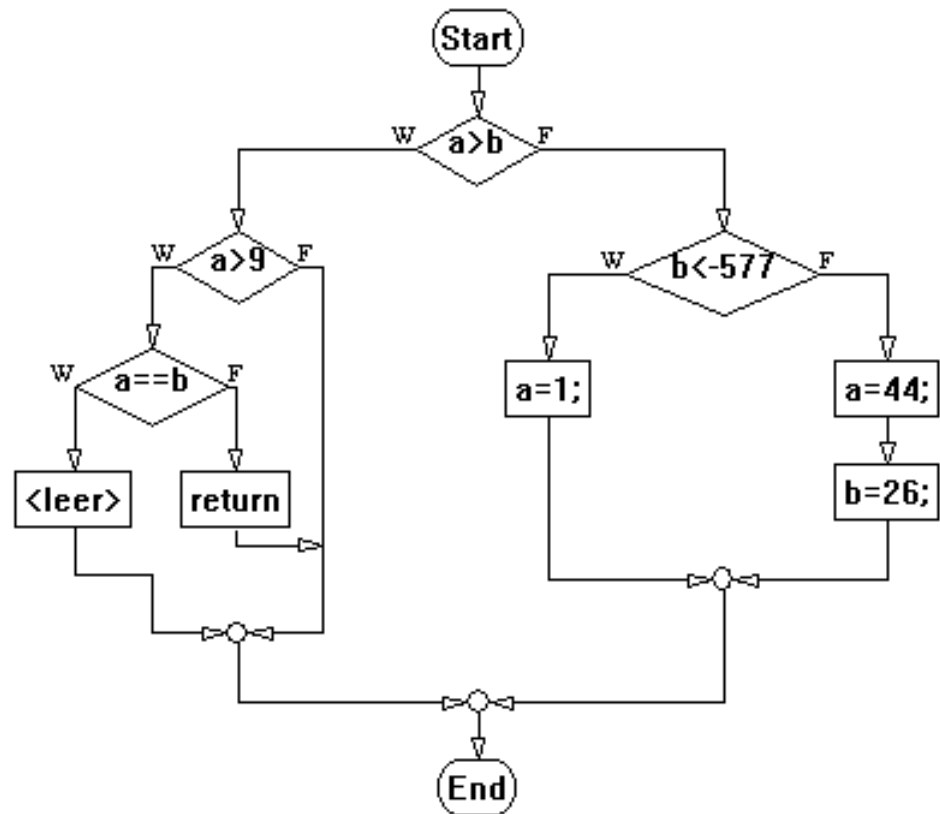 Start
W a>b F
W a>9 F
W b<-577 F
W a==b F
a=1;
a=44;
<leer>
return
b=26;
End